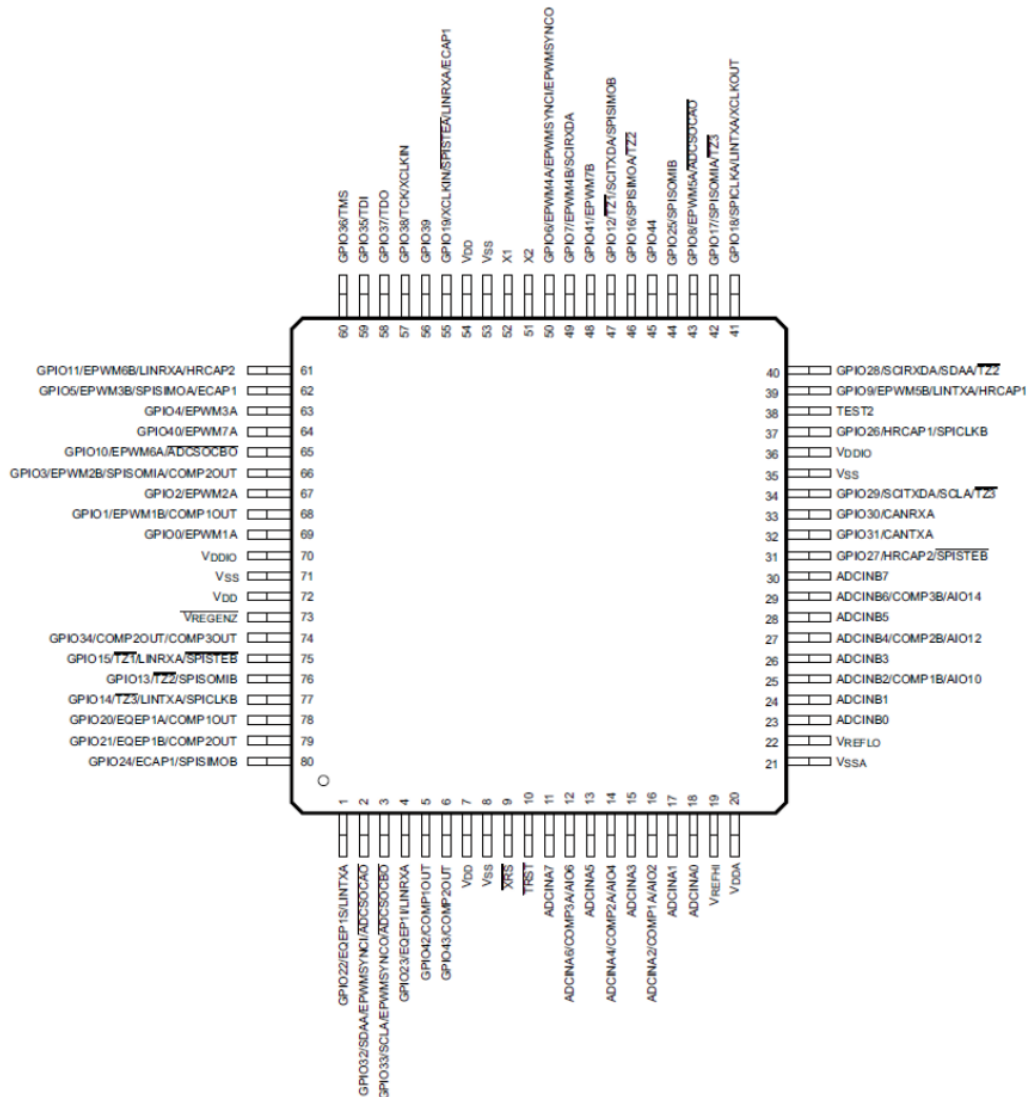 GPIO36/TMS
GPIO35/TDI
GPIO37/TDO
GPIO38/TCK/XCLKIN
GPIO39
GPIO19/XCLKIN/SPISTEA/LINRXA/ECAP1
VDD
VSS
X1
X2
GPIO6/EPWM4A/EPWMSYNCI/EPWMSYNCO
GPIO7/EPWM4B/SCIRXDA
GPIO41/EPWM7B
GPIO12/TZ1/SCITXDA/SPISIMOB
GPIO16/SPISIMOA/TZ2
GPIO44
GPIO25/SPISOMIB
GPIO8/EPWM5A/ADCSOCAO
GPIO17/SPISOMIA/TZ3
GPIO18/SPICLKA/LINTXA/XCLKOUT
60 59 58 57 56 55 54 53 52 51 50 49 48 47 46 45 44 43 42 41
GPIO11/EPWM6B/LINRXA/HRCAP2 61
GPIO5/EPWM3B/SPISIMOA/ECAP1 62
GPIO4/EPWM3A 63
GPIO40/EPWM7A 64
GPIO10/EPWM6A/ADCSOCBO 65
GPIO3/EPWM2B/SPISOMIA/COMP2OUT 66
GPIO2/EPWM2A 67
GPIO1/EPWM1B/COMP1OUT 68
GPIO0/EPWM1A 69
VDDIO 70
VSS 71
VDD 72
VREGENZ 73
GPIO34/COMP2OUT/COMP3OUT 74
GPIO15/TZ1/LINRXA/SPISTEB 75
GPIO13/TZ2/SPISOMIB 76
GPIO14/TZ3/LINTXA/SPICLKB 77
GPIO20/EQEP1A/COMP1OUT 78
GPIO21/EQEP1B/COMP2OUT 79
GPIO24/ECAP1/SPISIMOB 80
40 GPIO28/SCIRXDA/SDAA/TZ2
39 GPIO9/EPWM5B/LINTXA/HRCAP1
38 TEST2
37 GPIO26/HRCAP1/SPICLKB
36 VDDIO
35 VSS
34 GPIO29/SCITXDA/SCLA/TZ3
33 GPIO30/CANRXA
32 GPIO31/CANTXA
31 GPIO27/HRCAP2/SPISTEB
30 ADCINB7
29 ADCINB6/COMP3B/AIO14
28 ADCINB5
27 ADCINB4/COMP2B/AIO12
26 ADCINB3
25 ADCINB2/COMP1B/AIO10
24 ADCINB1
23 ADCINB0
22 VREFLO
21 VSSA
1 2 3 4 5 6 7 8 9 10 11 12 13 14 15 16 17 18 19 20
GPIO22/EQEP1S/LINTXA
GPIO32/SDAA/EPWMSYNCI/ADCSOCAO
GPIO33/SCLA/EPWMSYNCO/ADCSOCBO
GPIO23/EQEP1I/LINRXA
GPIO42/COMP1OUT
GPIO43/COMP2OUT
VDD
VSS
XRS
TRST
ADCINA7
ADCINA6/COMP3A/AIO6
ADCINA5
ADCINA4/COMP2A/AIO4
ADCINA3
ADCINA2/COMP1A/AIO2
ADCINA1
ADCINA0
VREFHI
VDDA